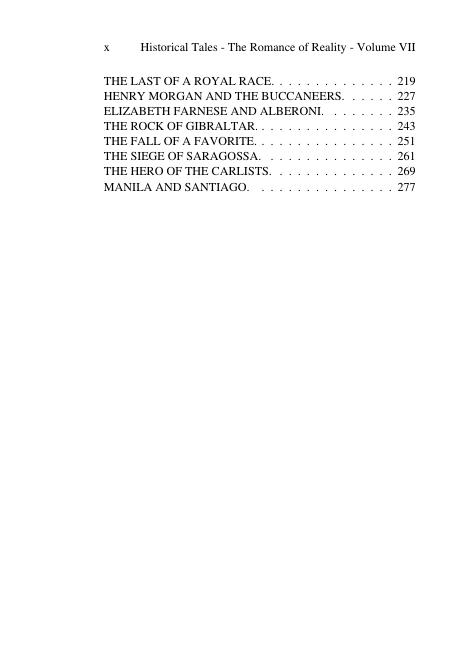 x Historical Tales - The Romance of Reality - Volume VII
THE LAST OF A ROYAL RACE. . . . . . . . . . . . . . 219
HENRY MORGAN AND THE BUCCANEERS. . . . . . 227
ELIZABETH FARNESE AND ALBERONI. . . . . . . . 235
THE ROCK OF GIBRALTAR. . . . . . . . . . . . . . . . 243
THE FALL OF A FAVORITE. . . . . . . . . . . . . . . . 251
THE SIEGE OF SARAGOSSA. . . . . . . . . . . . . . . 261
THE HERO OF THE CARLISTS. . . . . . . . . . . . . . 269
MANILA AND SANTIAGO. . . . . . . . . . . . . . . . 277